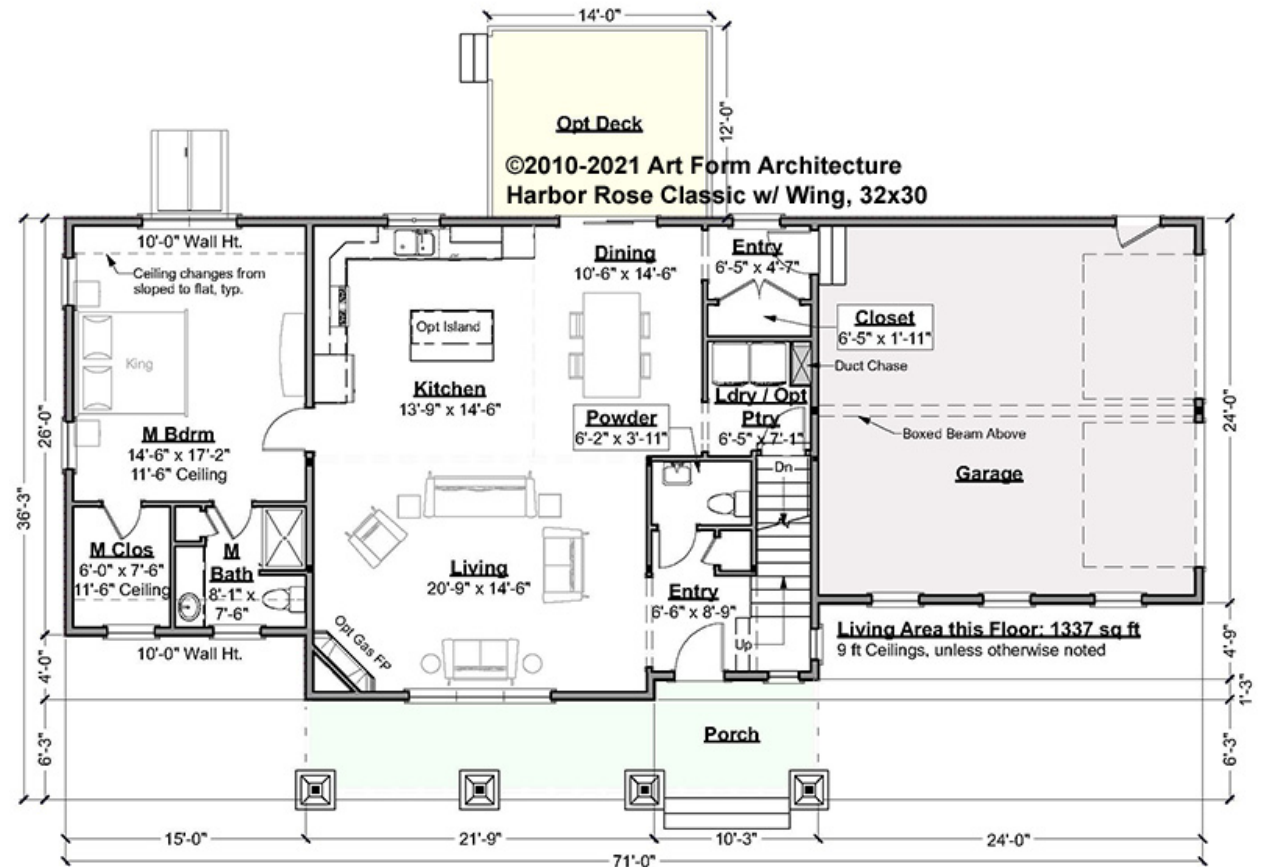 14'-0"
12'-0"
Opt Deck
©2010-2021 Art Form Architecture
Harbor Rose Classic w/ Wing, 32x30
10'-0" Wall Ht.
Ceiling changes from
sloped to flat, typ.
King
M Bdrm
14'-6" x 17'-2"
11'-6" Ceiling
Opt Island
Kitchen
13'-9" x 14'-6"
Dining
10'-6" x 14'-6"
Entry
6'-5" x 4'-7"
Closet
6'-5" x 1'-11"
Duct Chase
Ldry / Opt
Ptry
6'-5" x 7'-1"
Powder
6'-2" x 3'-11"
Boxed Beam Above
Garage
Dn
M Clos
6'-0" x 7'-6"
11'-6" Ceiling
M
Bath
8'-1" x
7'-6"
Living
20'-9" x 14'-6"
Entry
6'-6" x 8'-9"
Up
Opt Gas FP
10'-0" Wall Ht.
Living Area this Floor: 1337 sq ft
9 ft Ceilings, unless otherwise noted
Porch
36'-3"
26'-0"
4'-0"
6'-3"
24'-0"
4'-9"
1'-3"
6'-3"
15'-0"
21'-9"
10'-3"
24'-0"
71'-0"